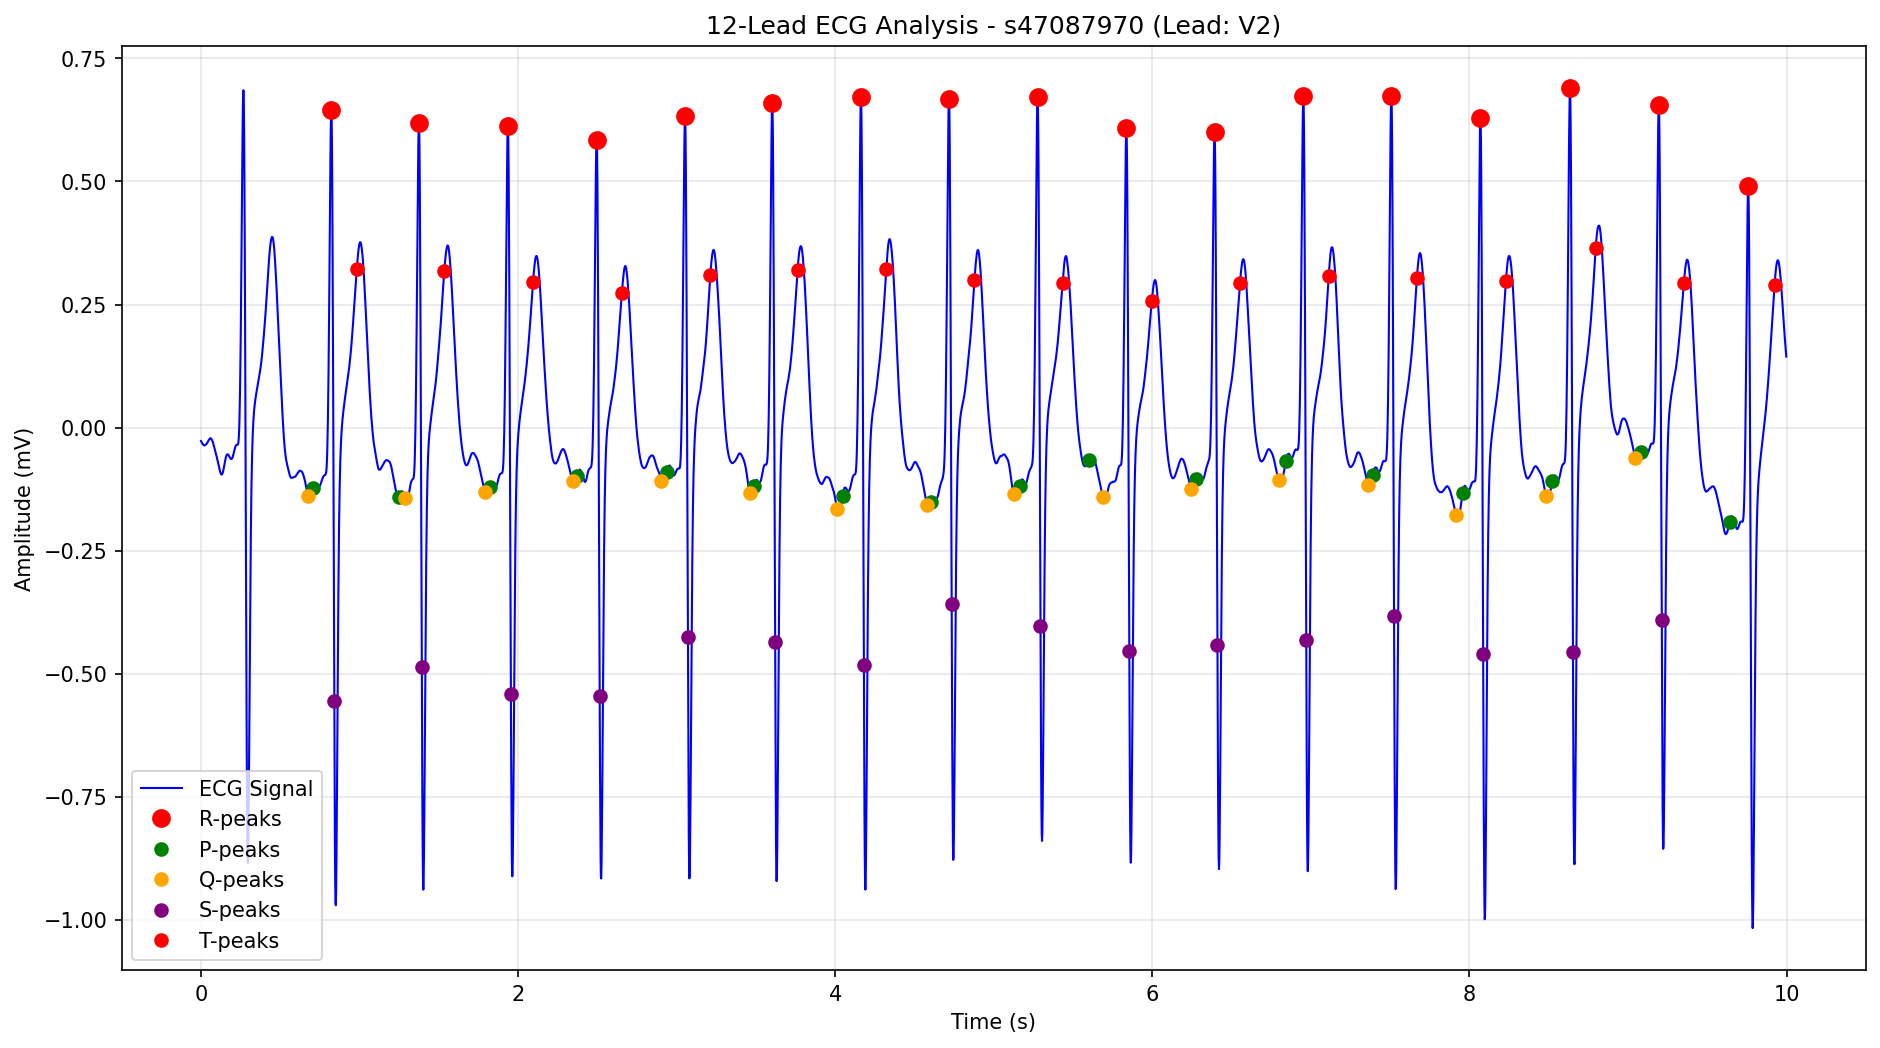 12-Lead ECG Analysis - s47087970 (Lead: V2)
0.75
0.50
0.25
0.00
−0.25
−0.50
−0.75
−1.00
Amplitude (mV)
ECG Signal
R-peaks
P-peaks
Q-peaks
S-peaks
T-peaks
0 2 4 6 8 10
Time (s)